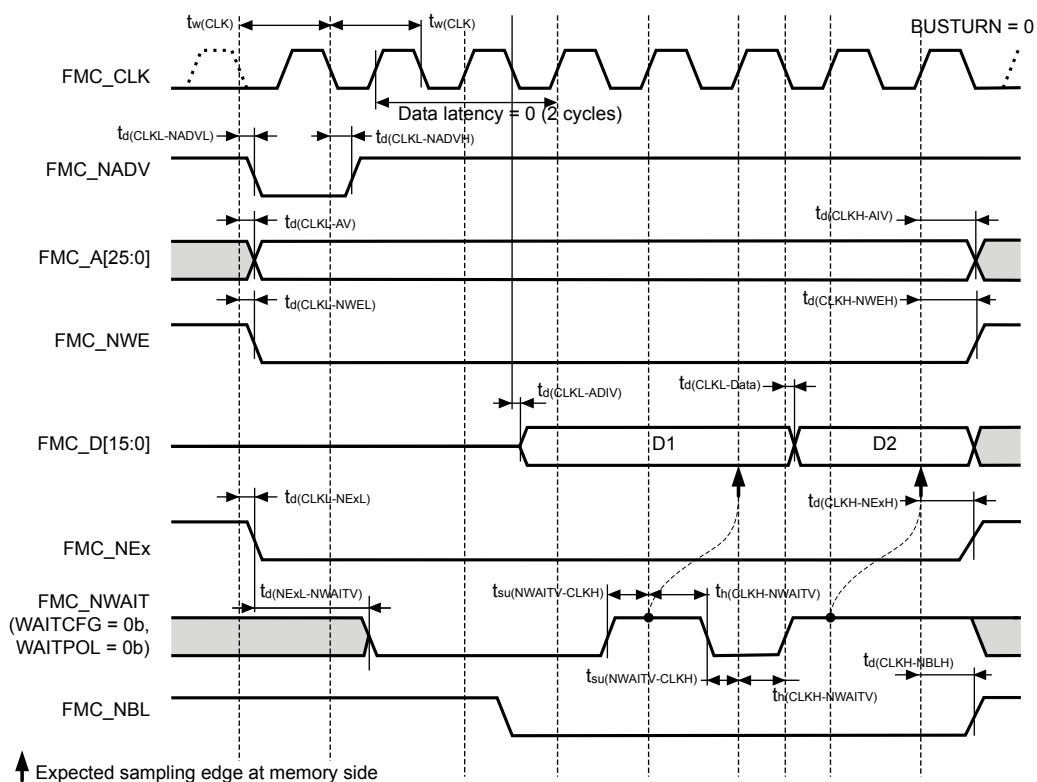 BUSTURN = 0
tw(CLK)
tw(CLK)
FMC_CLK
Data latency = 0 (2 cycles)
td(CLKL-NADVL)
td(CLKL-NADVH)
FMC_NADV
td(CLKL-AV)
td(CLKH-AIV)
FMC_A[25:0]
td(CLKL-NWEL)
td(CLKH-NWEH)
FMC_NWE
td(CLKL-ADIV)
td(CLKL-Data)
FMC_D[15:0]
D1
D2
td(CLKL-NExL)
td(CLKH-NExH)
FMC_NEx
td(NExL-NWAITV)
tsu(NWAITV-CLKH)
th(CLKH-NWAITV)
FMC_NWAIT
(WAITCFG = 0b,
WAITPOL = 0b)
tsu(NWAITV-CLKH)
th(CLKH-NWAITV)
td(CLKH-NBLH)
FMC_NBL
Expected sampling edge at memory side